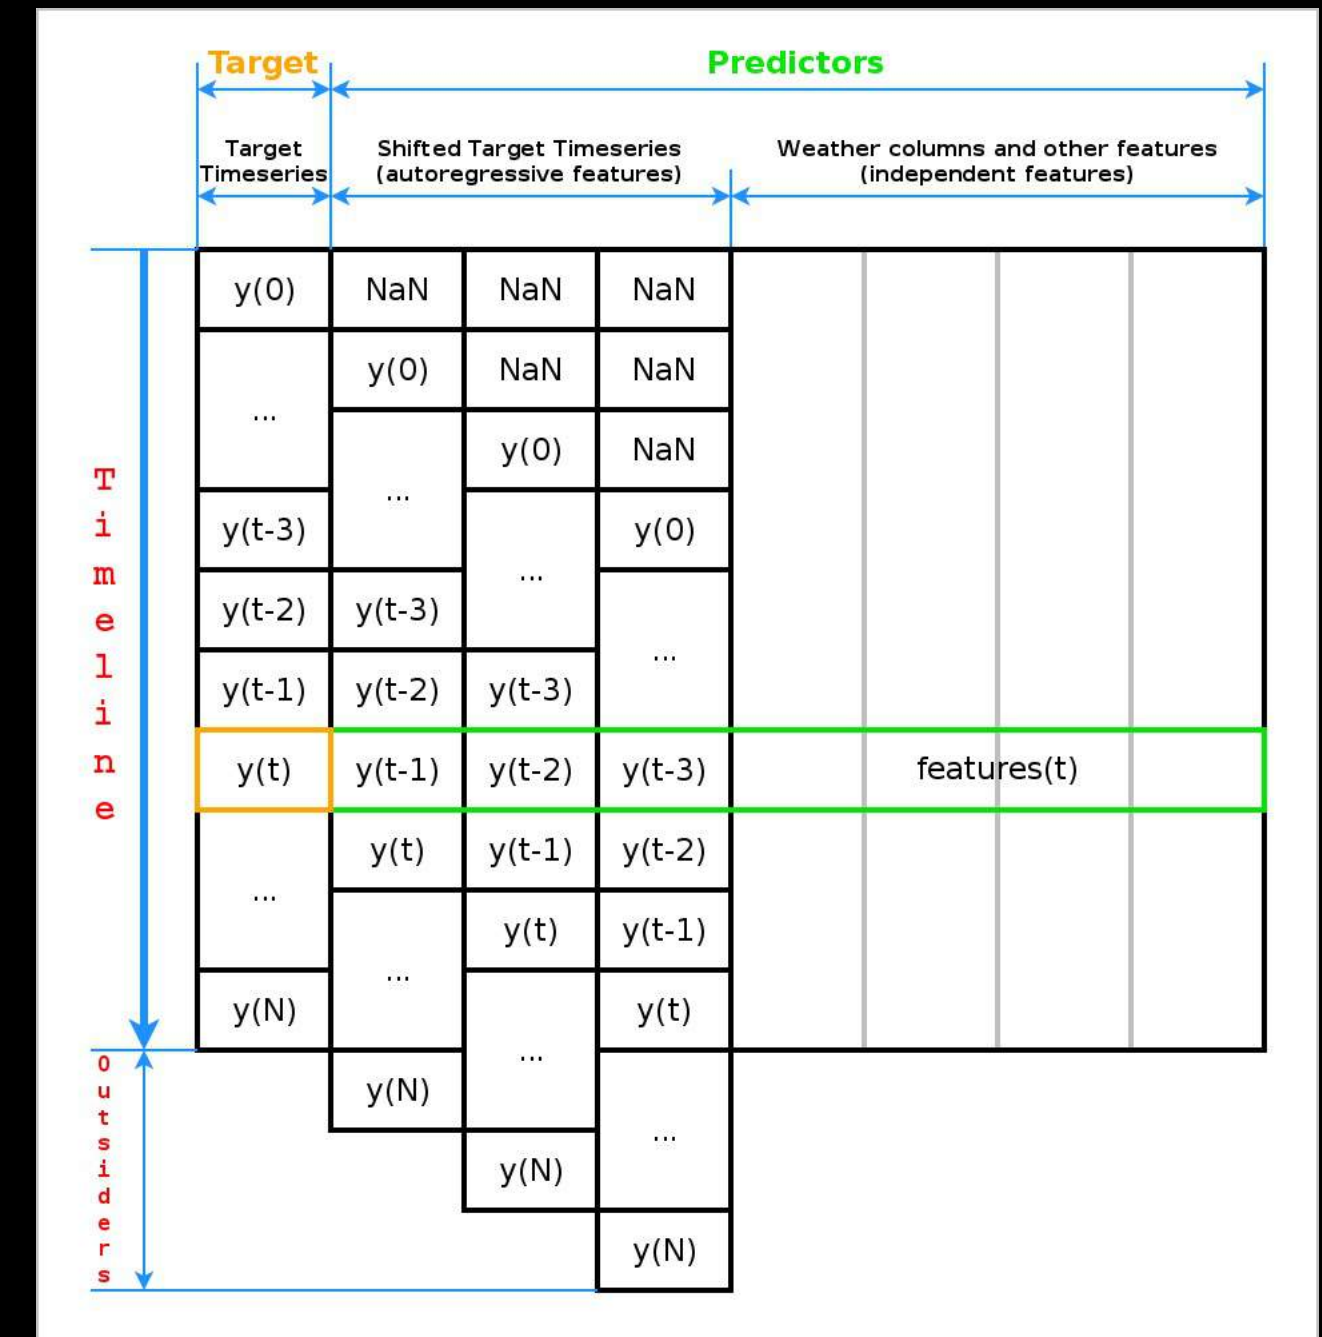 Target
Predictors
Target
Timeseries
Shifted Target Timeseries
(autoregressive features)
Weather columns and other features
(independent features)
Timeline
y(0) NaN NaN NaN
y(0) NaN NaN
...
y(0) NaN
...
y(t-3) y(0)
...
y(t-2) y(t-3)
...
y(t-1) y(t-2) y(t-3)
y(t) y(t-1) y(t-2) y(t-3) features(t)
y(t) y(t-1) y(t-2)
...
y(t) y(t-1)
...
y(N) y(t)
Outsiders
...
y(N)
...
y(N)
y(N)